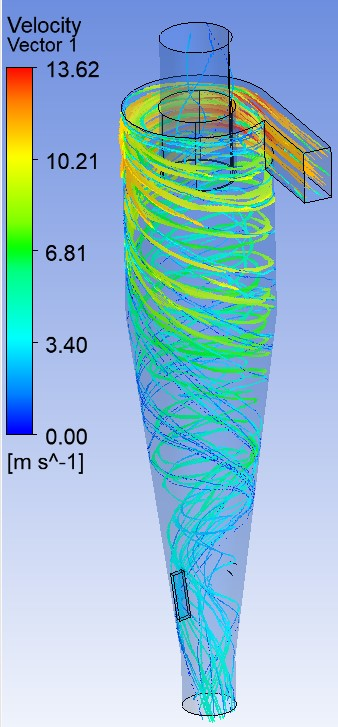 Velocity
Vector 1
13.62
10.21
6.81
3.40
0.00
[m s^-1]